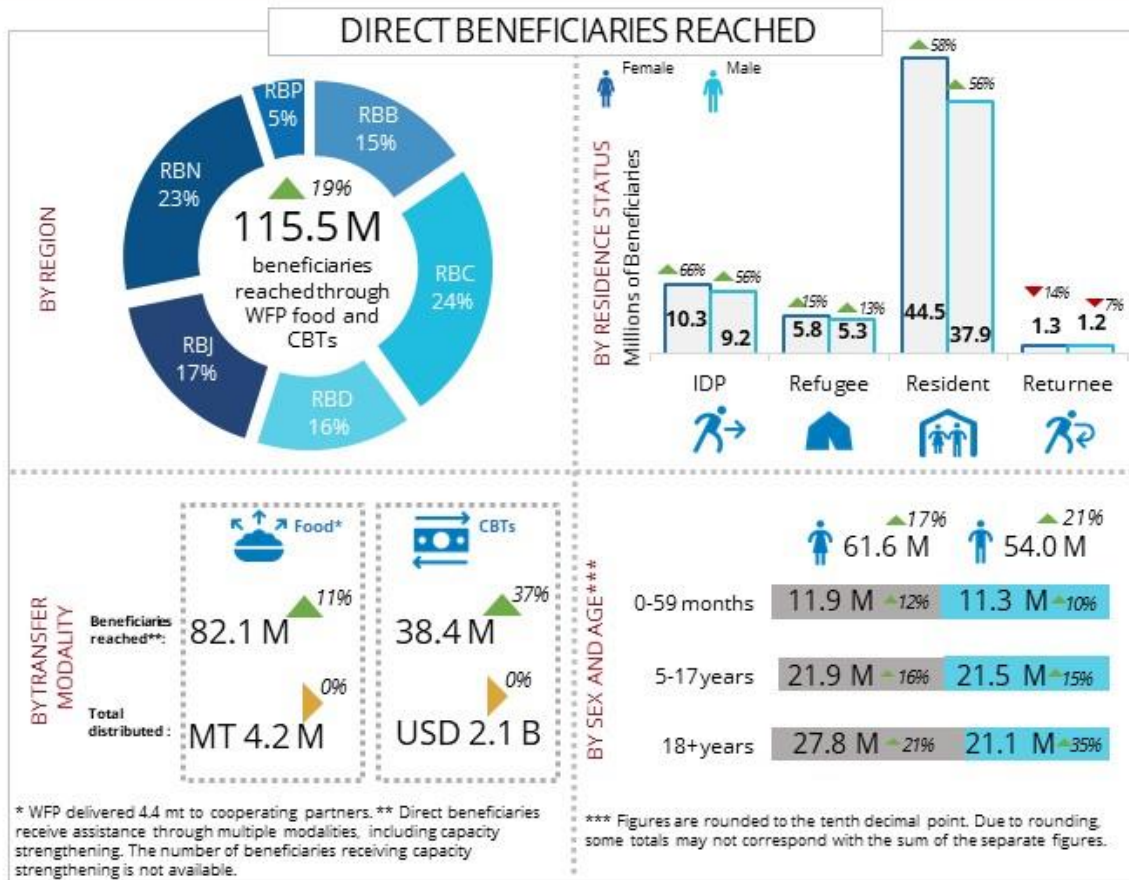 DIRECT BENEFICIARIES REACHED
BY REGION
RBP
5%
RBB
15%
RBN
23%
RBC
24%
RBJ
17%
RBD
16%
19%
115.5 M
beneficiaries
reached through
WFP food and
CBTs
BY RESIDENCE STATUS
Millions of Beneficiaries
Female
Male
66%
56%
10.3
9.2
15%
13%
5.8
5.3
58%
56%
44.5
37.9
14%
7%
1.3
1.2
IDP
Refugee
Resident
Returnee
BY TRANSFER
MODALITY
Food*
CBTs
Beneficiaries
reached**:
11%
82.1 M
37%
38.4 M
Total
distributed :
0%
MT 4.2 M
0%
USD 2.1 B
* WFP delivered 4.4 mt to cooperating partners. ** Direct beneficiaries
receive assistance through multiple modalities, including capacity
strengthening. The number of beneficiaries receiving capacity
strengthening is not available.
BY SEX AND AGE***
17%
61.6 M
21%
54.0 M
0-59 months
11.9 M 12%
11.3 M 10%
5-17 years
21.9 M 16%
21.5 M 15%
18+ years
27.8 M 21%
21.1 M 35%
*** Figures are rounded to the tenth decimal point. Due to rounding,
some totals may not correspond with the sum of the separate figures.